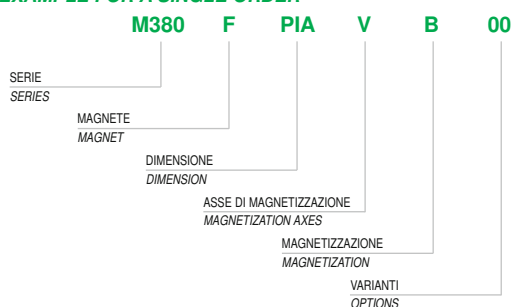 EXAMPLE FOR A SINGLE ORDER
M380 F PIA V B 00
SERIE
SERIES
MAGNETE
MAGNET
DIMENSIONE
DIMENSION
ASSE DI MAGNETIZZAZIONE
MAGNETIZATION AXES
MAGNETIZZAZIONE
MAGNETIZATION
VARIANTI
OPTIONS